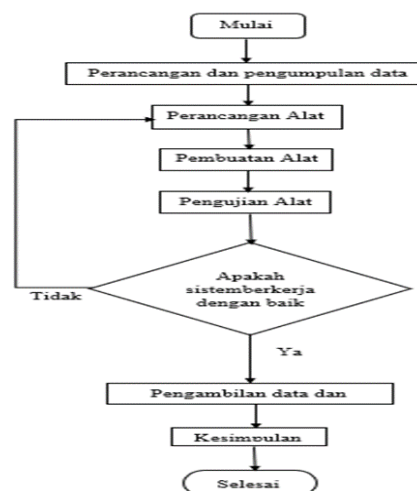 Mulai
Perancangan dan pengumpulan data
Perancangan Alat
Pembuatan Alat
Pengujian Alat
Apakah
sistemberkerja
dengan baik
Tidak
Ya
Pengambilan data dan
Kesimpulan
Selesai